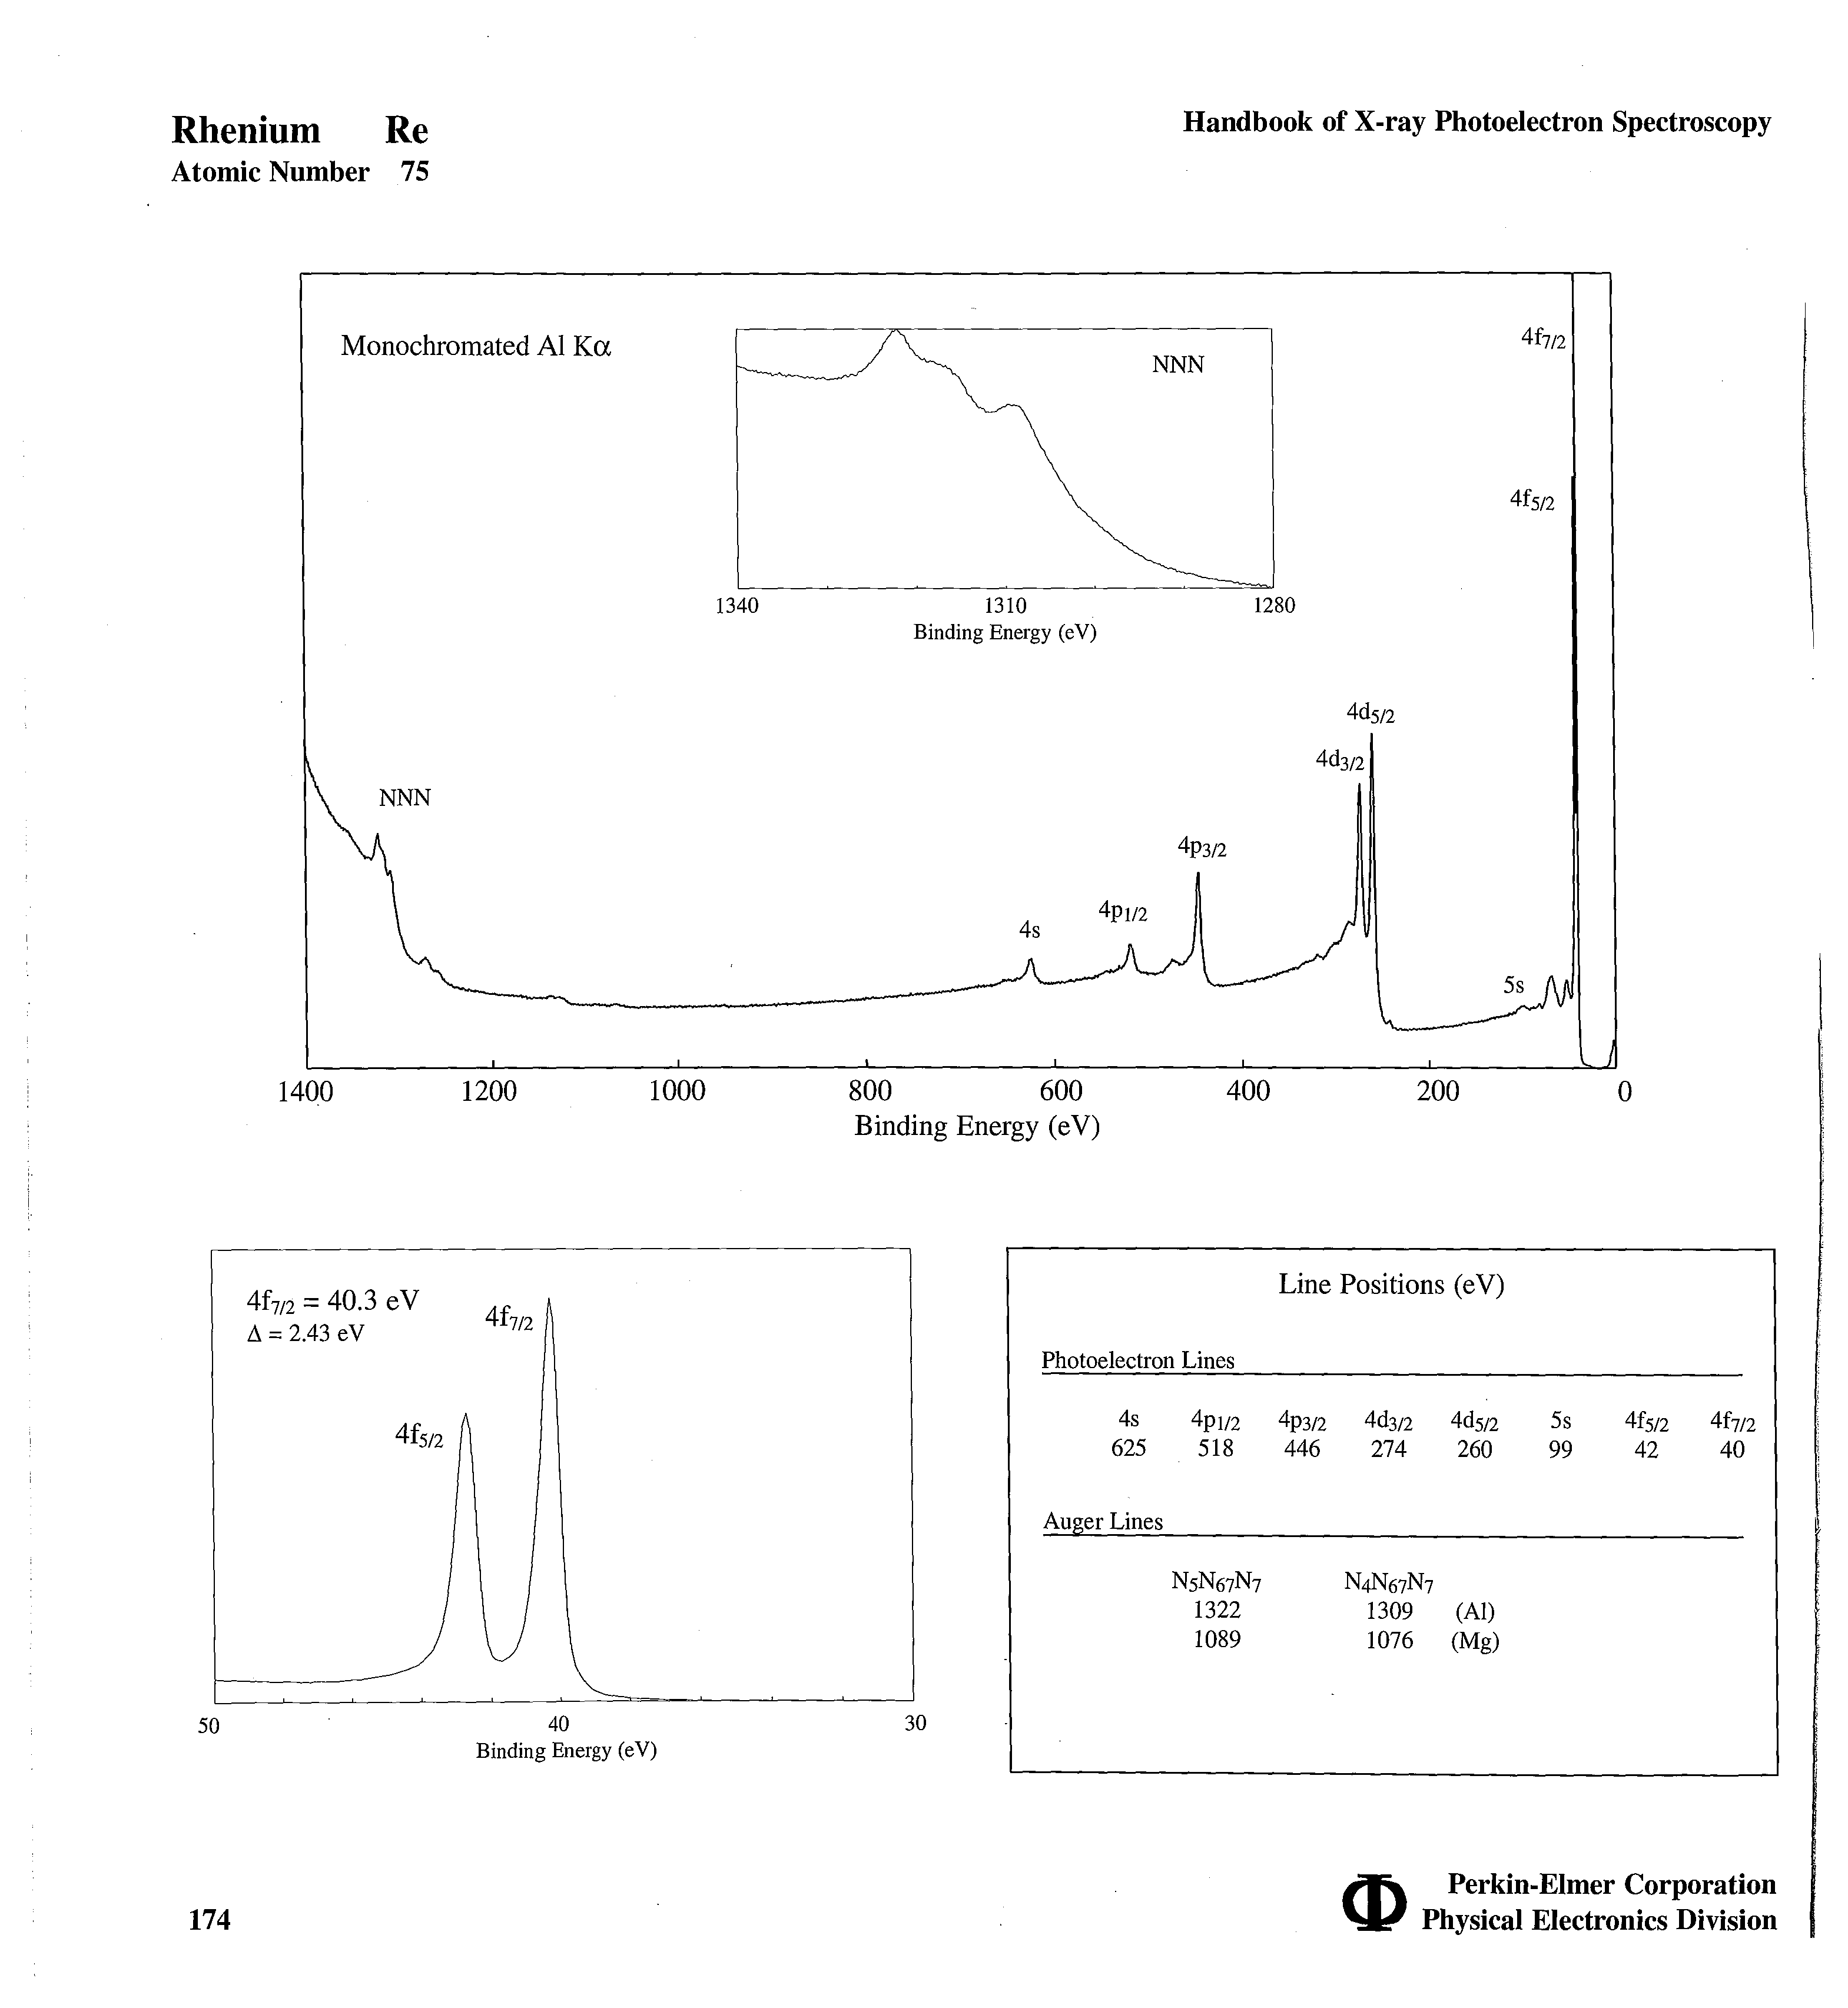 Rhenium Re
Atomic Number 75
Handbook of X-ray Photoelectron Spectroscopy
Monochromated Al Kα
NNN
1340 1310 1280
Binding Energy (eV)
4f7/2
4f5/2
4d5/2
4d3/2
NNN
4p3/2
4p1/2
4s
5s
1400 1200 1000 800 600 400 200 0
Binding Energy (eV)
4f7/2 = 40.3 eV
Δ = 2.43 eV
4f7/2
4f5/2
50 40 30
Binding Energy (eV)
Line Positions (eV)
Photoelectron Lines
4s 4p1/2 4p3/2 4d3/2 4d5/2 5s 4f5/2 4f7/2
625 518 446 274 260 99 42 40
Auger Lines
N5N67N7 N4N67N7
1322 1309 (Al)
1089 1076 (Mg)
174
Perkin-Elmer Corporation
Physical Electronics Division